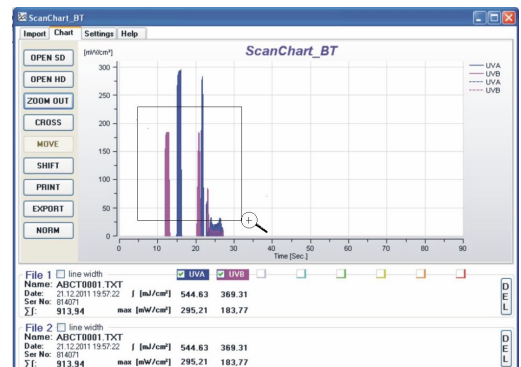 ScanChart_BT
Import Chart Settings Help
OPEN SD
OPEN HD
ZOOM OUT
CROSS
MOVE
SHIFT
PRINT
EXPORT
NORM
[mW/cm²]
ScanChart_BT
300
250
200
150
100
50
0
0 10 20 30 40 50 60 70 80 90
Time [Sec.]
UVA
UVB
UVA
UVB
File 1 line width UVA UVB
Name: ABCT0001.TXT
Date: 21.12.2011 19:57:22 ∫ [mJ/cm²] 544.63 369.31
Ser No: 814071
∑∫: 913,94 max [mW/cm²] 295,21 183,77
DEL
File 2 line width
Name: ABCT0001.TXT
Date: 21.12.2011 19:57:22 ∫ [mJ/cm²] 544.63 369.31
Ser No: 814071
∑∫: 913,94 max [mW/cm²] 295,21 183,77
DEL